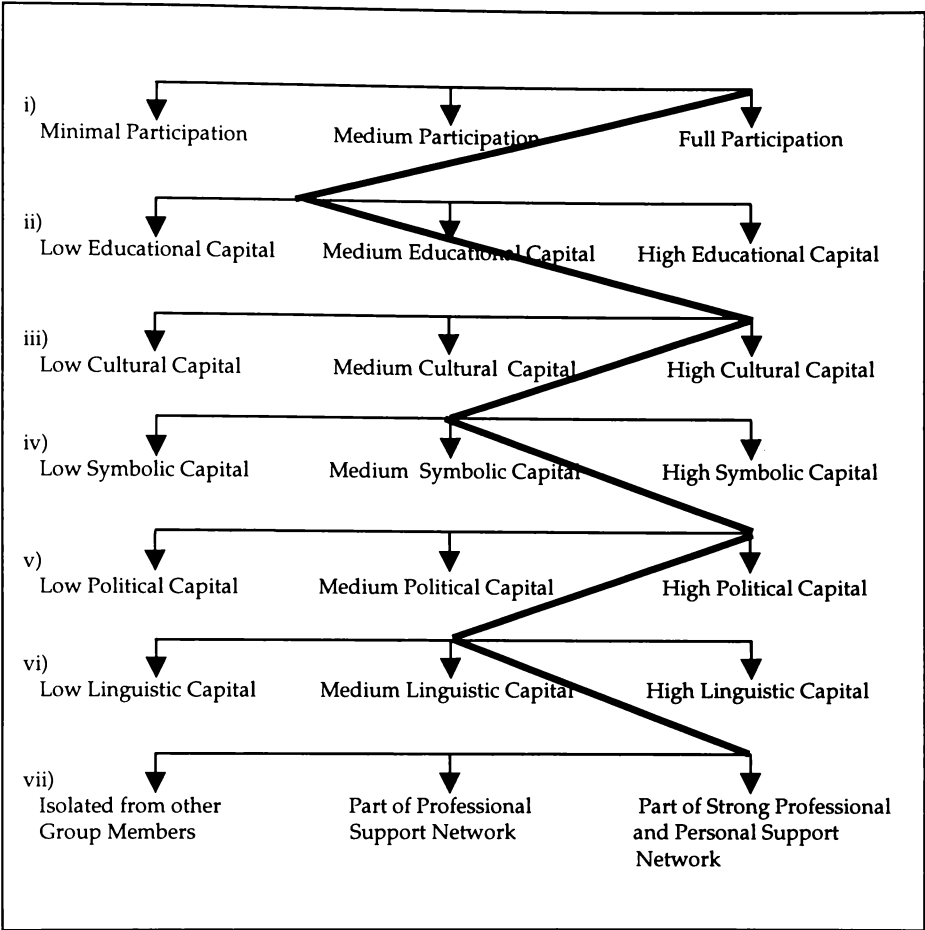 i)
Minimal Participation
Medium Participation
Full Participation
ii)
Low Educational Capital
Medium Educational Capital
High Educational Capital
iii)
Low Cultural Capital
Medium Cultural Capital
High Cultural Capital
iv)
Low Symbolic Capital
Medium Symbolic Capital
High Symbolic Capital
v)
Low Political Capital
Medium Political Capital
High Political Capital
vi)
Low Linguistic Capital
Medium Linguistic Capital
High Linguistic Capital
vii)
Isolated from other
Group Members
Part of Professional
Support Network
Part of Strong Professional
and Personal Support
Network